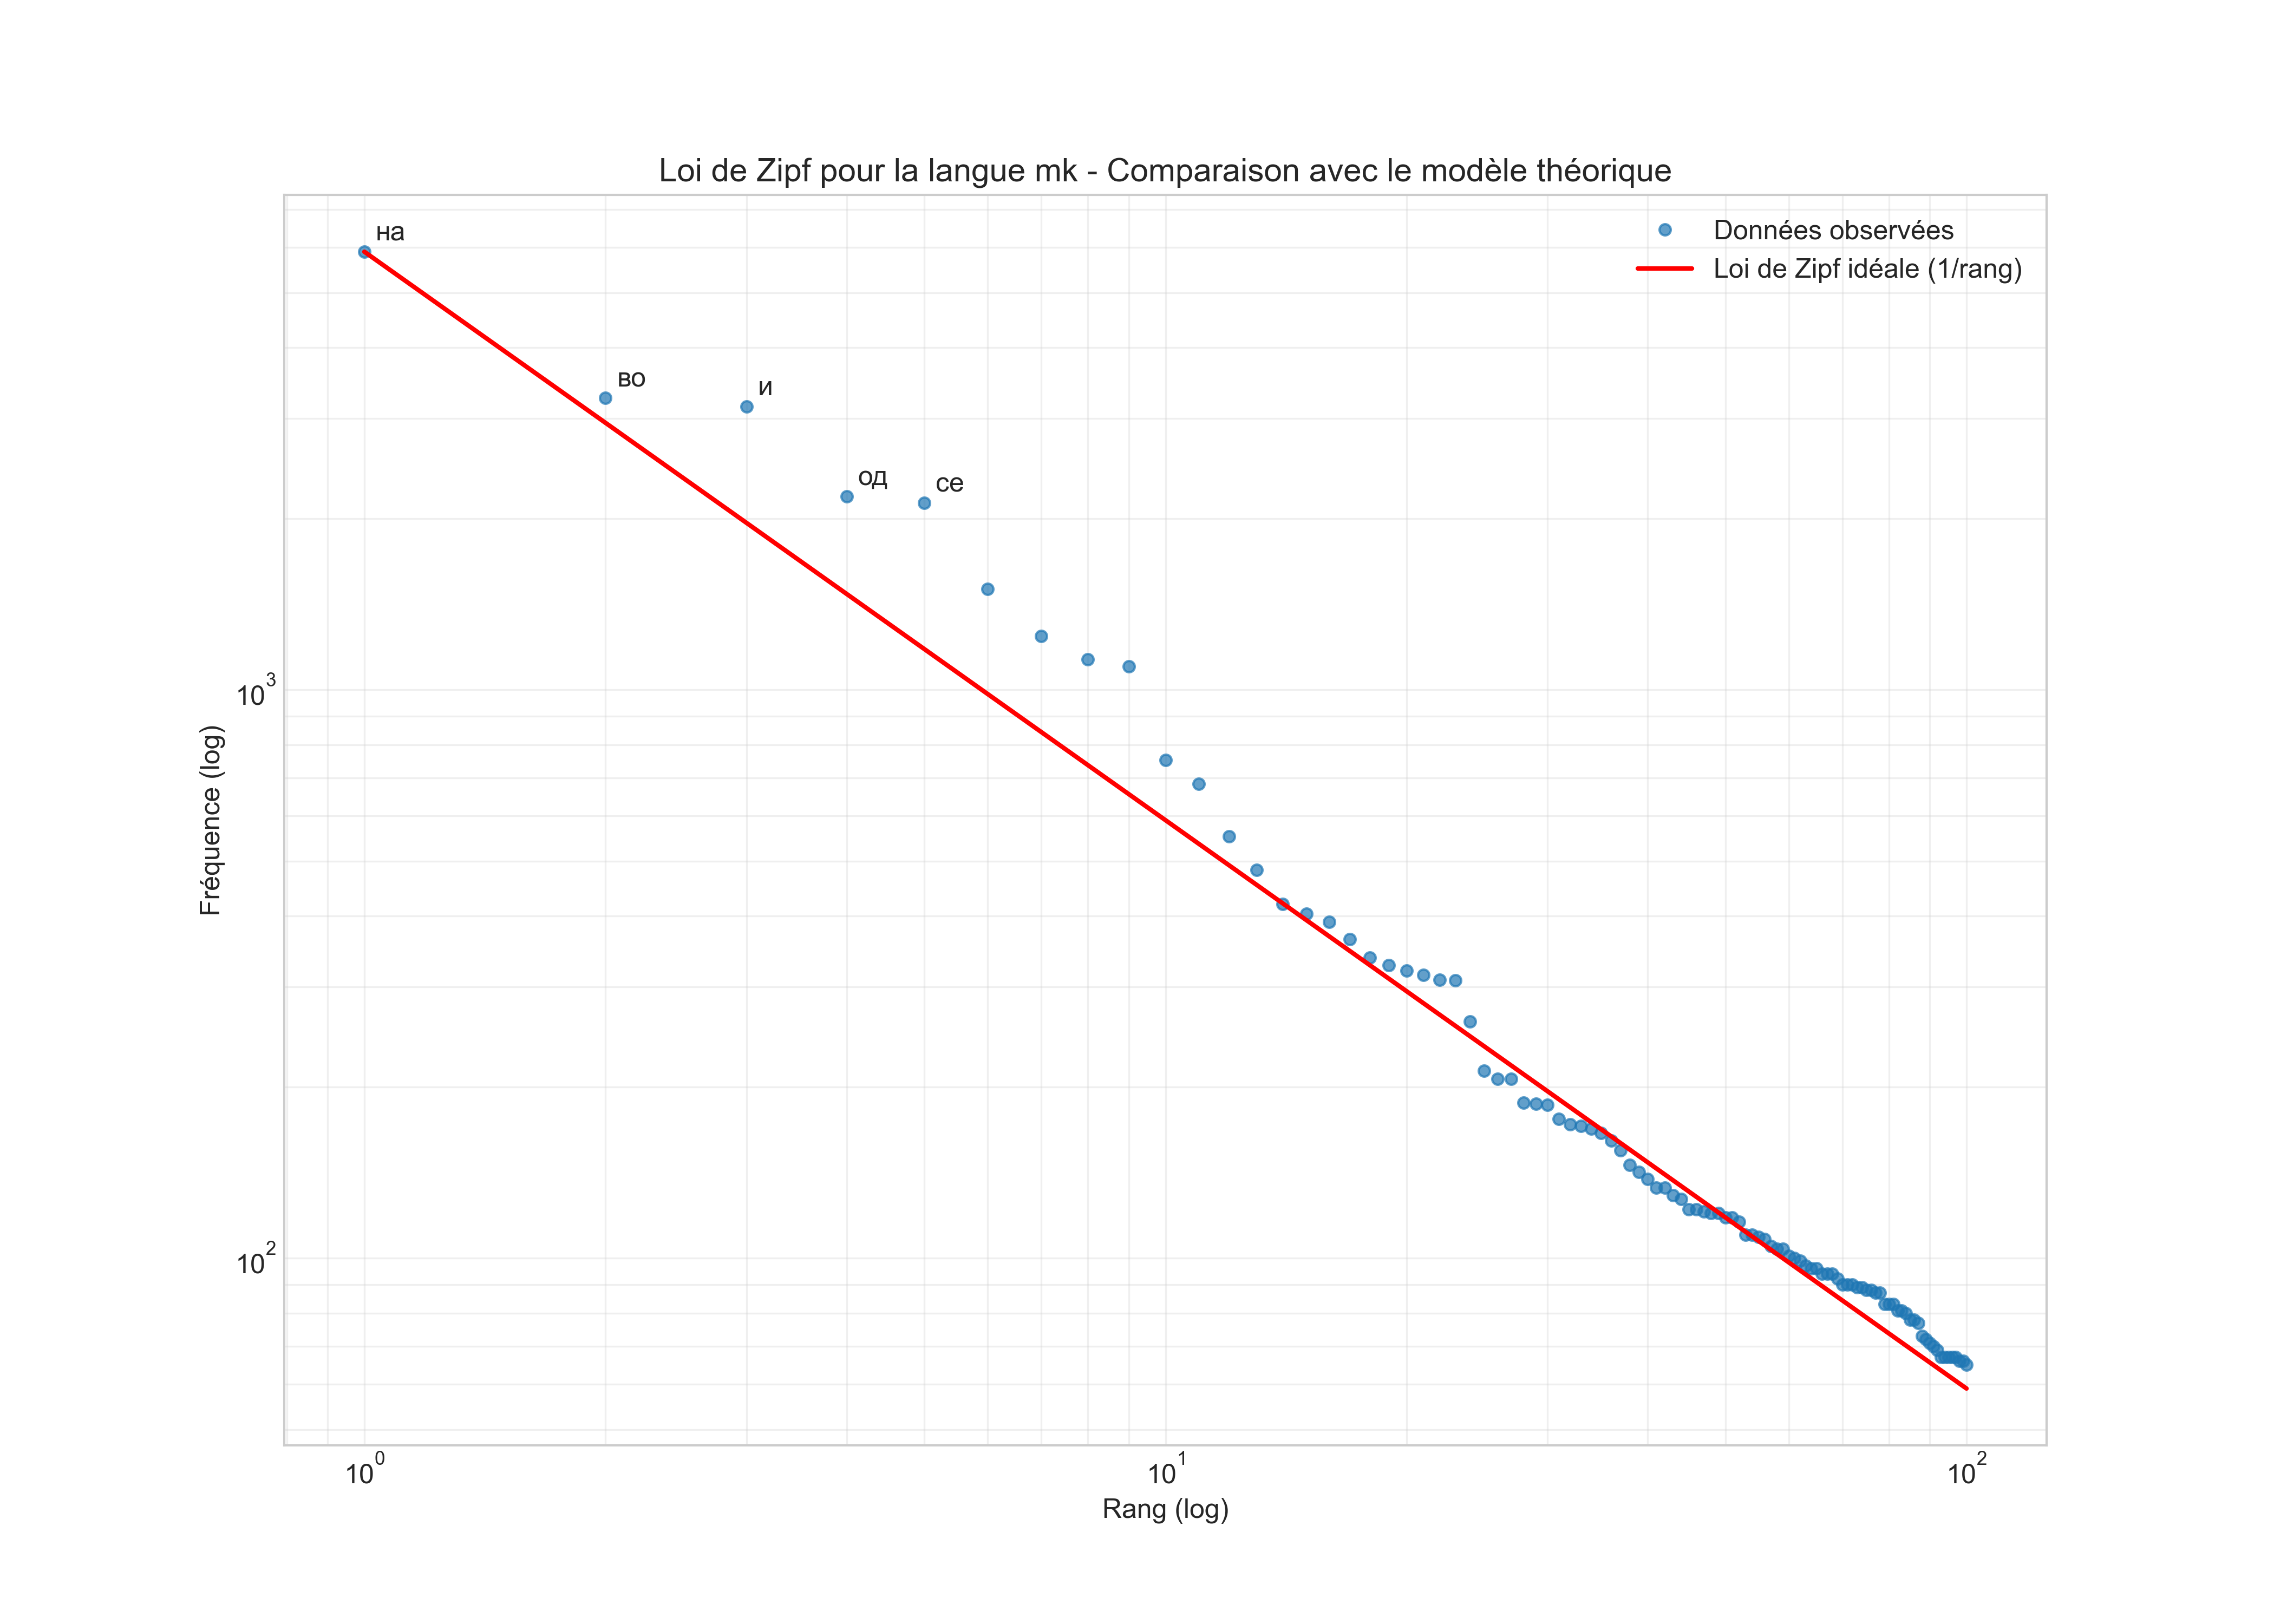 Loi de Zipf pour la langue mk - Comparaison avec le modèle théorique
Données observées
Loi de Zipf idéale (1/rang)
на
во
и
од
се
Fréquence (log)
10³
10²
10⁰
10¹
10²
Rang (log)